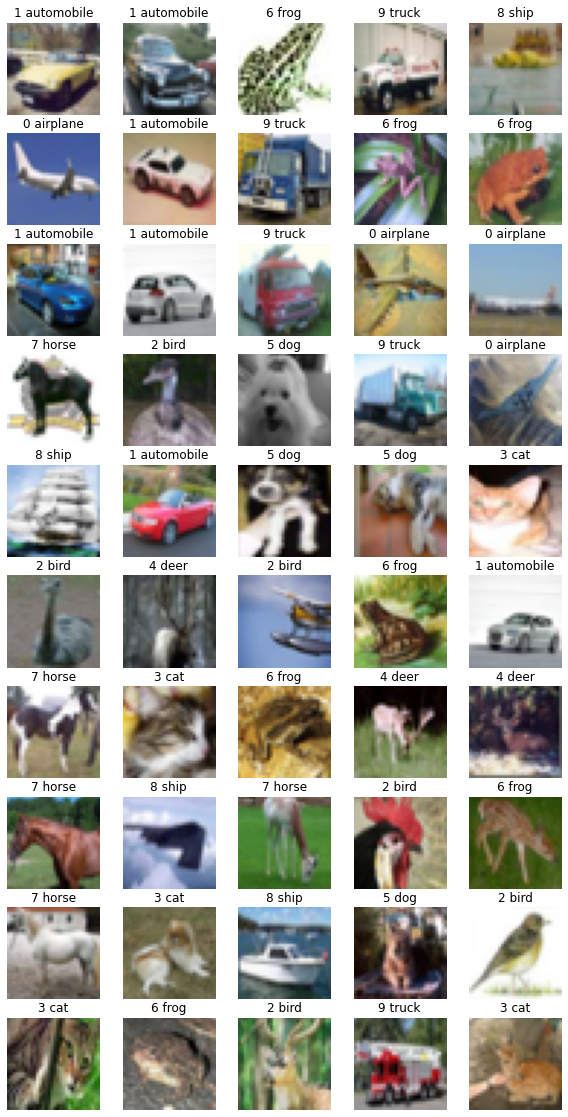 1 automobile 1 automobile 6 frog 9 truck 8 ship
0 airplane 1 automobile 9 truck 6 frog 6 frog
1 automobile 1 automobile 9 truck 0 airplane 0 airplane
7 horse 2 bird 5 dog 9 truck 0 airplane
8 ship 1 automobile 5 dog 5 dog 3 cat
2 bird 4 deer 2 bird 6 frog 1 automobile
7 horse 3 cat 6 frog 4 deer 4 deer
7 horse 8 ship 7 horse 2 bird 6 frog
7 horse 3 cat 8 ship 5 dog 2 bird
3 cat 6 frog 2 bird 9 truck 3 cat